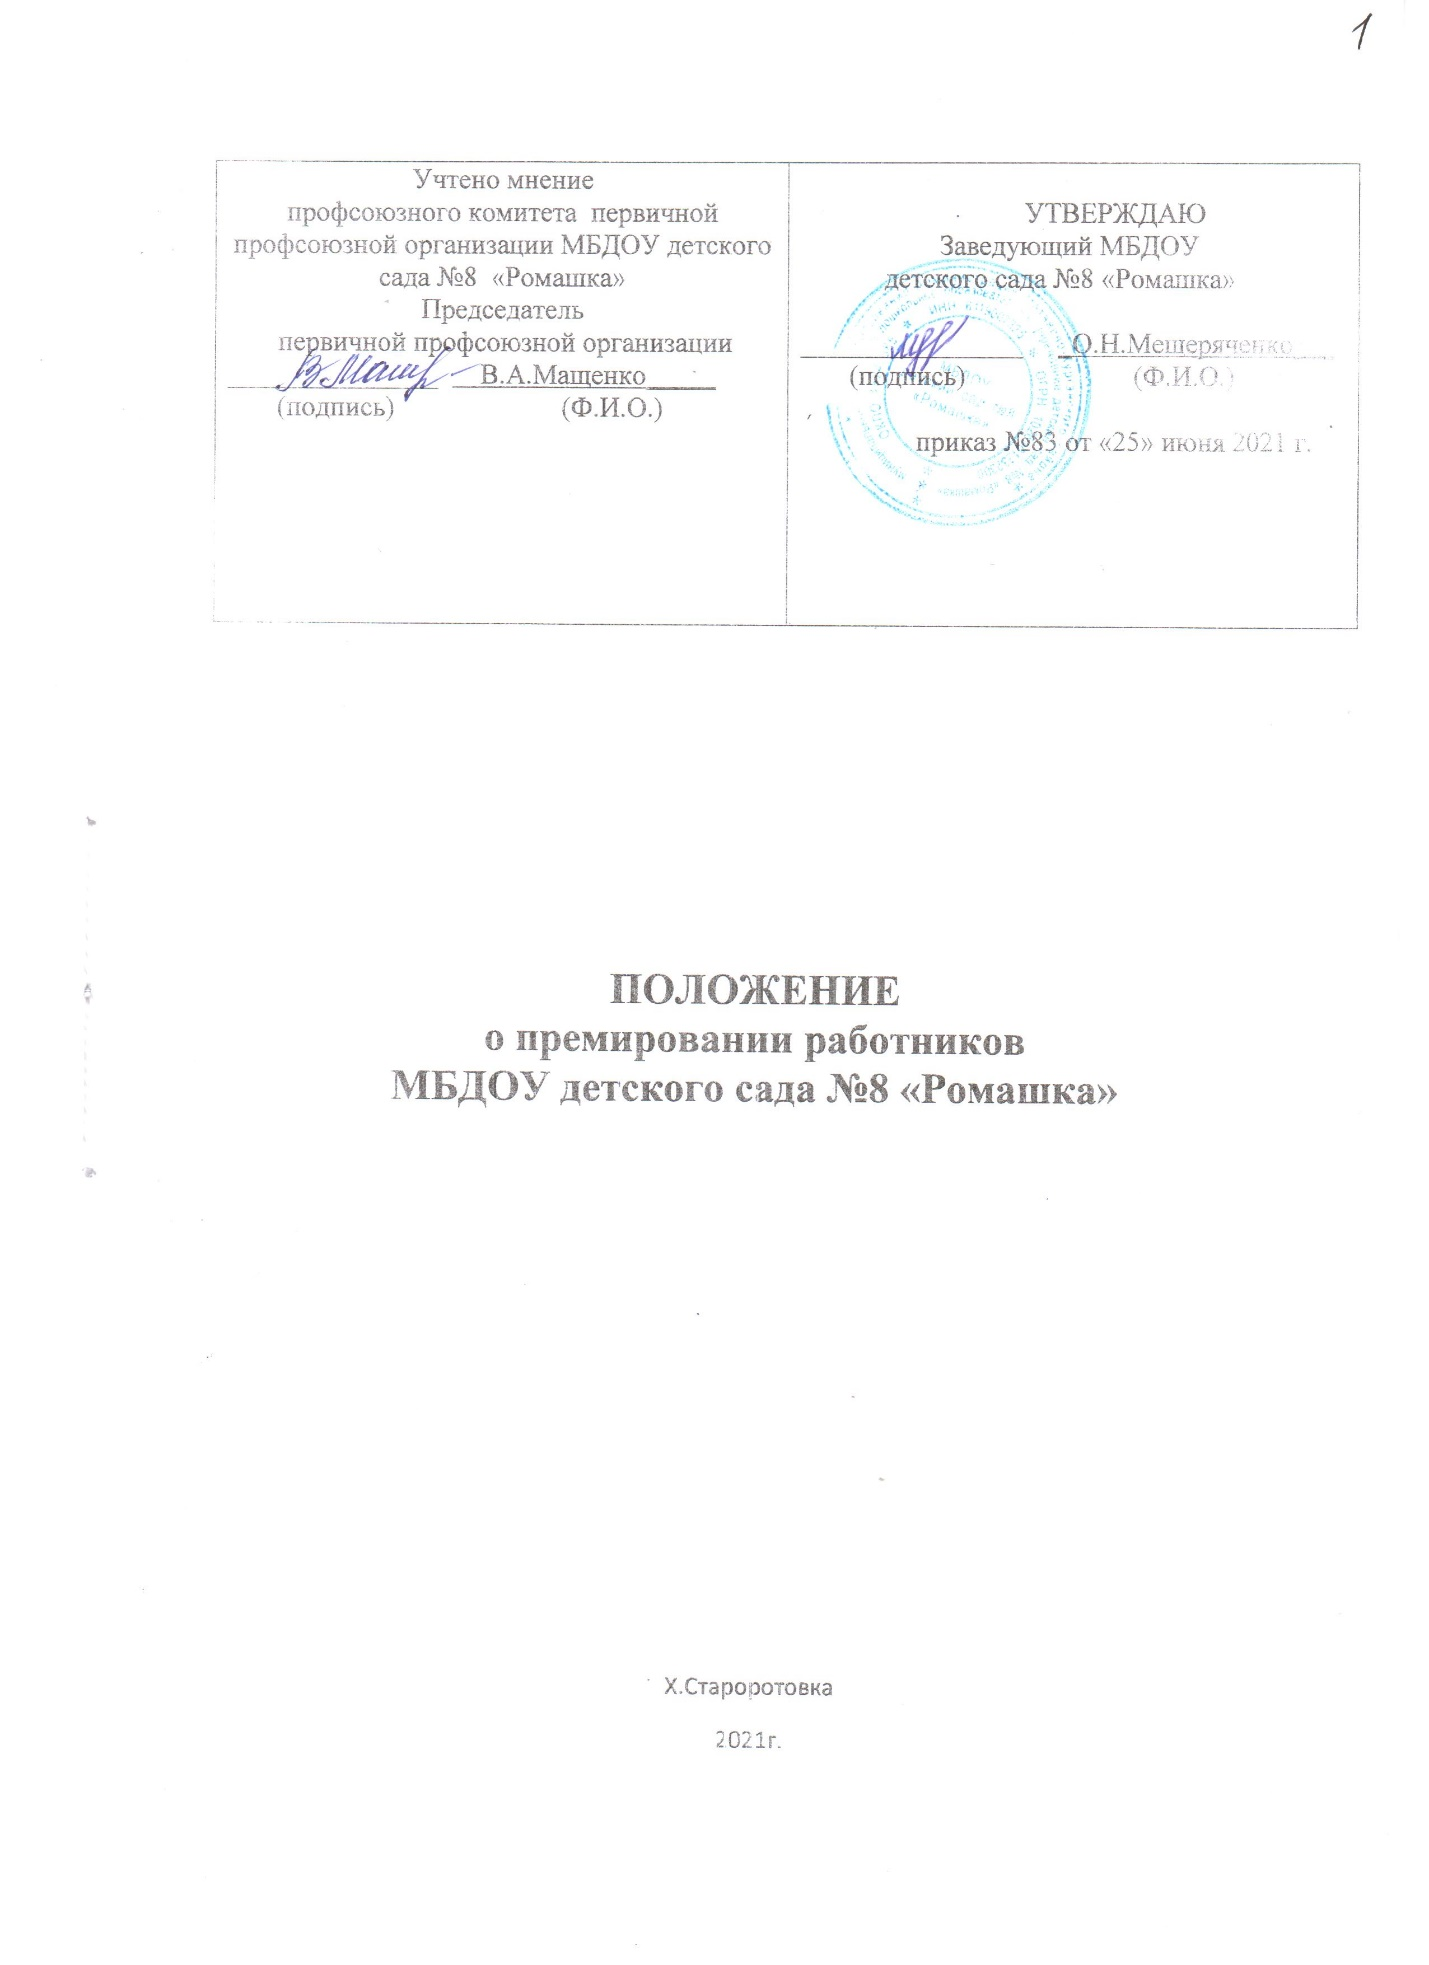 1
Учтено мнение
профсоюзного комитета первичной
профсоюзной организации МБДОУ детского
сада №8 «Ромашка»
Председатель
первичной профсоюзной организации
В.А.Мащенко
(подпись) (Ф.И.О.)
УТВЕРЖДАЮ
Заведующий МБДОУ
детского сада №8 «Ромашка»
О.Н.Мещеряченко
(подпись) (Ф.И.О.)
приказ №83 от «25» июня 2021 г.
ПОЛОЖЕНИЕ
о премировании работников
МБДОУ детского сада №8 «Ромашка»
Х.Староротовка
2021г.